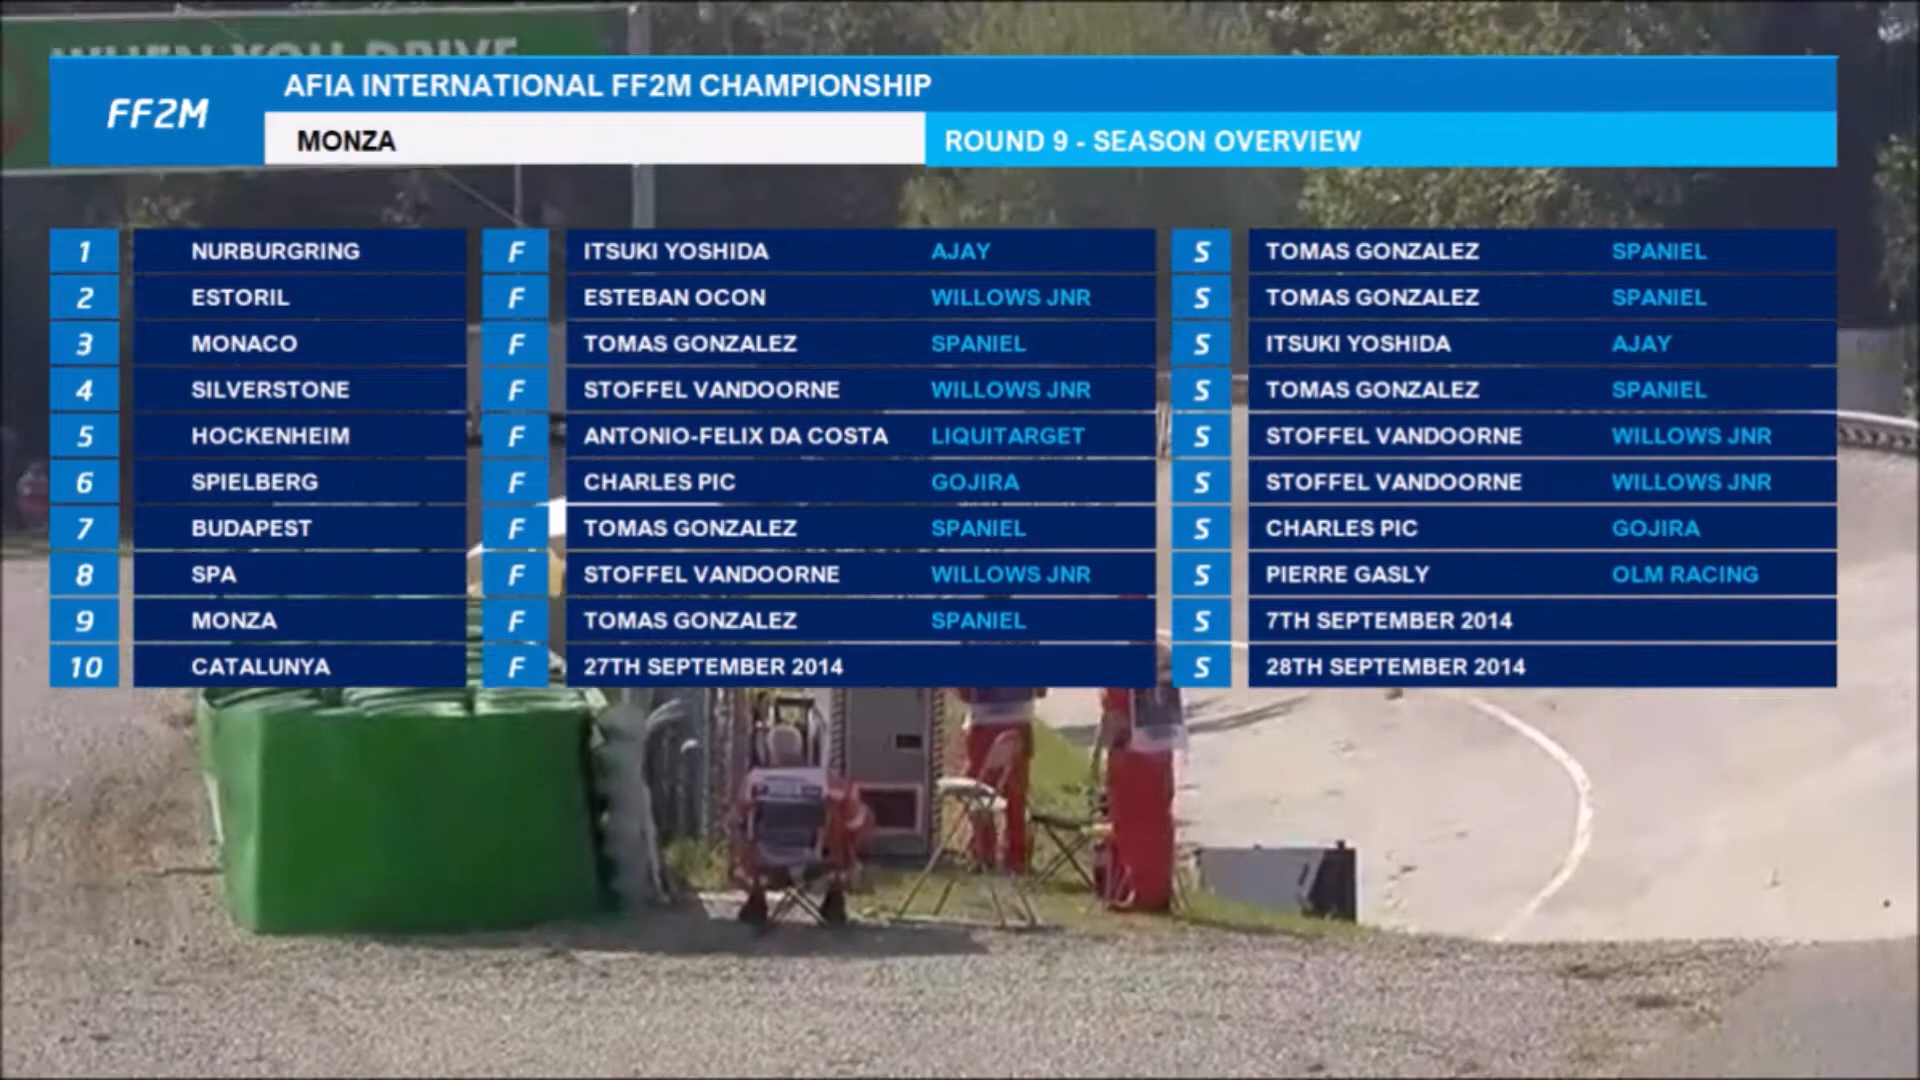 WHEN YOU DRIVE
FF2M
AFIA INTERNATIONAL FF2M CHAMPIONSHIP
MONZA
ROUND 9 - SEASON OVERVIEW
1 NURBURGRING F ITSUKI YOSHIDA AJAY S TOMAS GONZALEZ SPANIEL
2 ESTORIL F ESTEBAN OCON WILLOWS JNR S TOMAS GONZALEZ SPANIEL
3 MONACO F TOMAS GONZALEZ SPANIEL S ITSUKI YOSHIDA AJAY
4 SILVERSTONE F STOFFEL VANDOORNE WILLOWS JNR S TOMAS GONZALEZ SPANIEL
5 HOCKENHEIM F ANTONIO-FELIX DA COSTA LIQUITARGET S STOFFEL VANDOORNE WILLOWS JNR
6 SPIELBERG F CHARLES PIC GOJIRA S STOFFEL VANDOORNE WILLOWS JNR
7 BUDAPEST F TOMAS GONZALEZ SPANIEL S CHARLES PIC GOJIRA
8 SPA F STOFFEL VANDOORNE WILLOWS JNR S PIERRE GASLY OLM RACING
9 MONZA F TOMAS GONZALEZ SPANIEL S 7TH SEPTEMBER 2014
10 CATALUNYA F 27TH SEPTEMBER 2014 S 28TH SEPTEMBER 2014